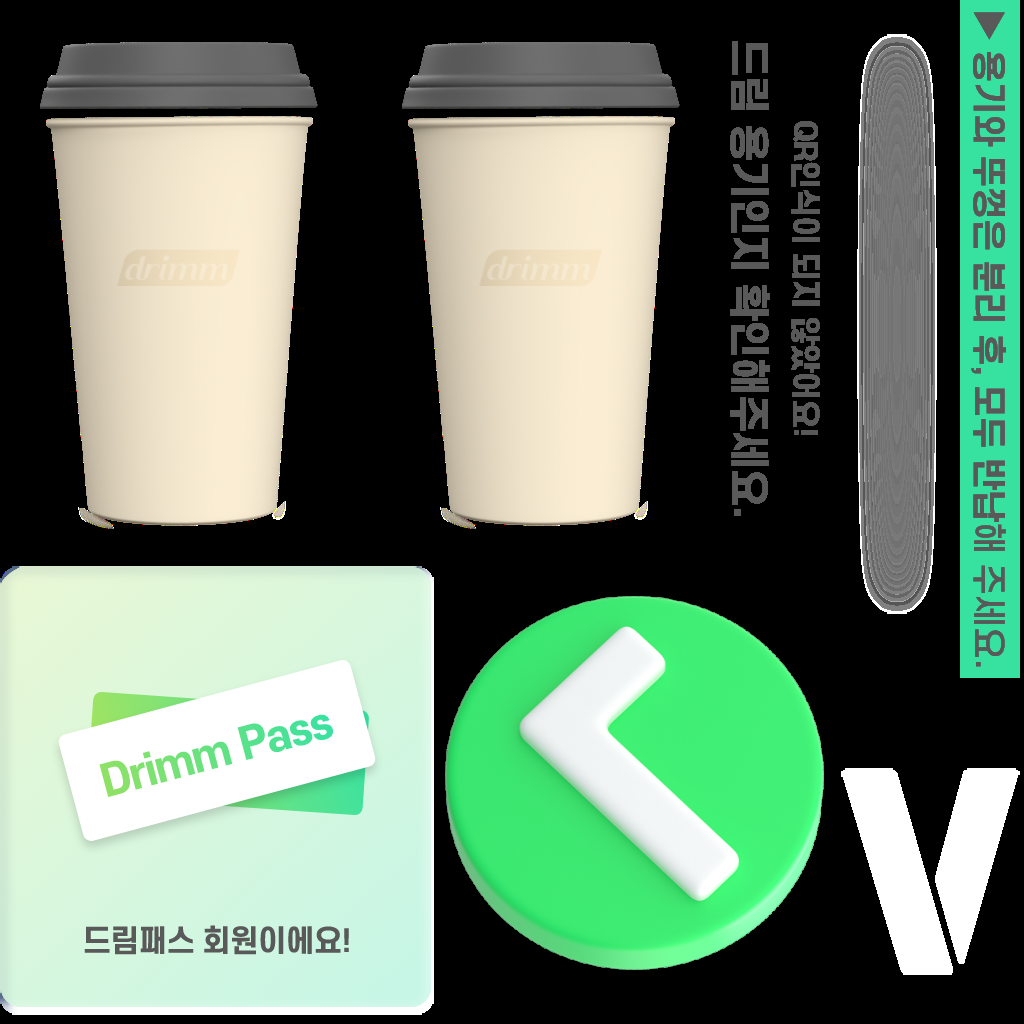 drimm
drimm
드림 용기인지 확인해주세요.
QR인식이 되지 않았어요!
▶ 용기와 뚜껑은 분리 후, 모두 반납해 주세요.
Drimm Pass
드림패스 회원이에요!